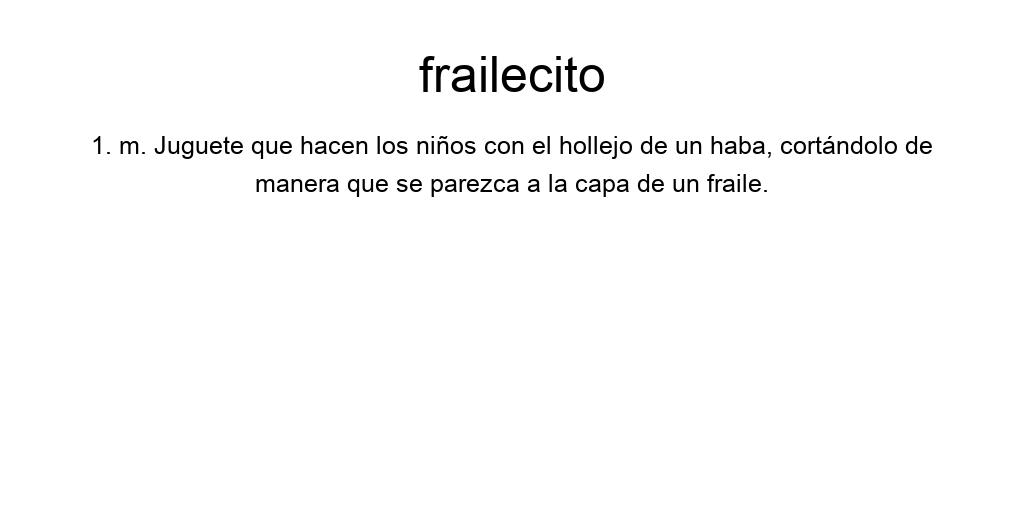 frailecito
1. m. Juguete que hacen los niños con el hollejo de un haba, cortándolo de
manera que se parezca a la capa de un fraile.